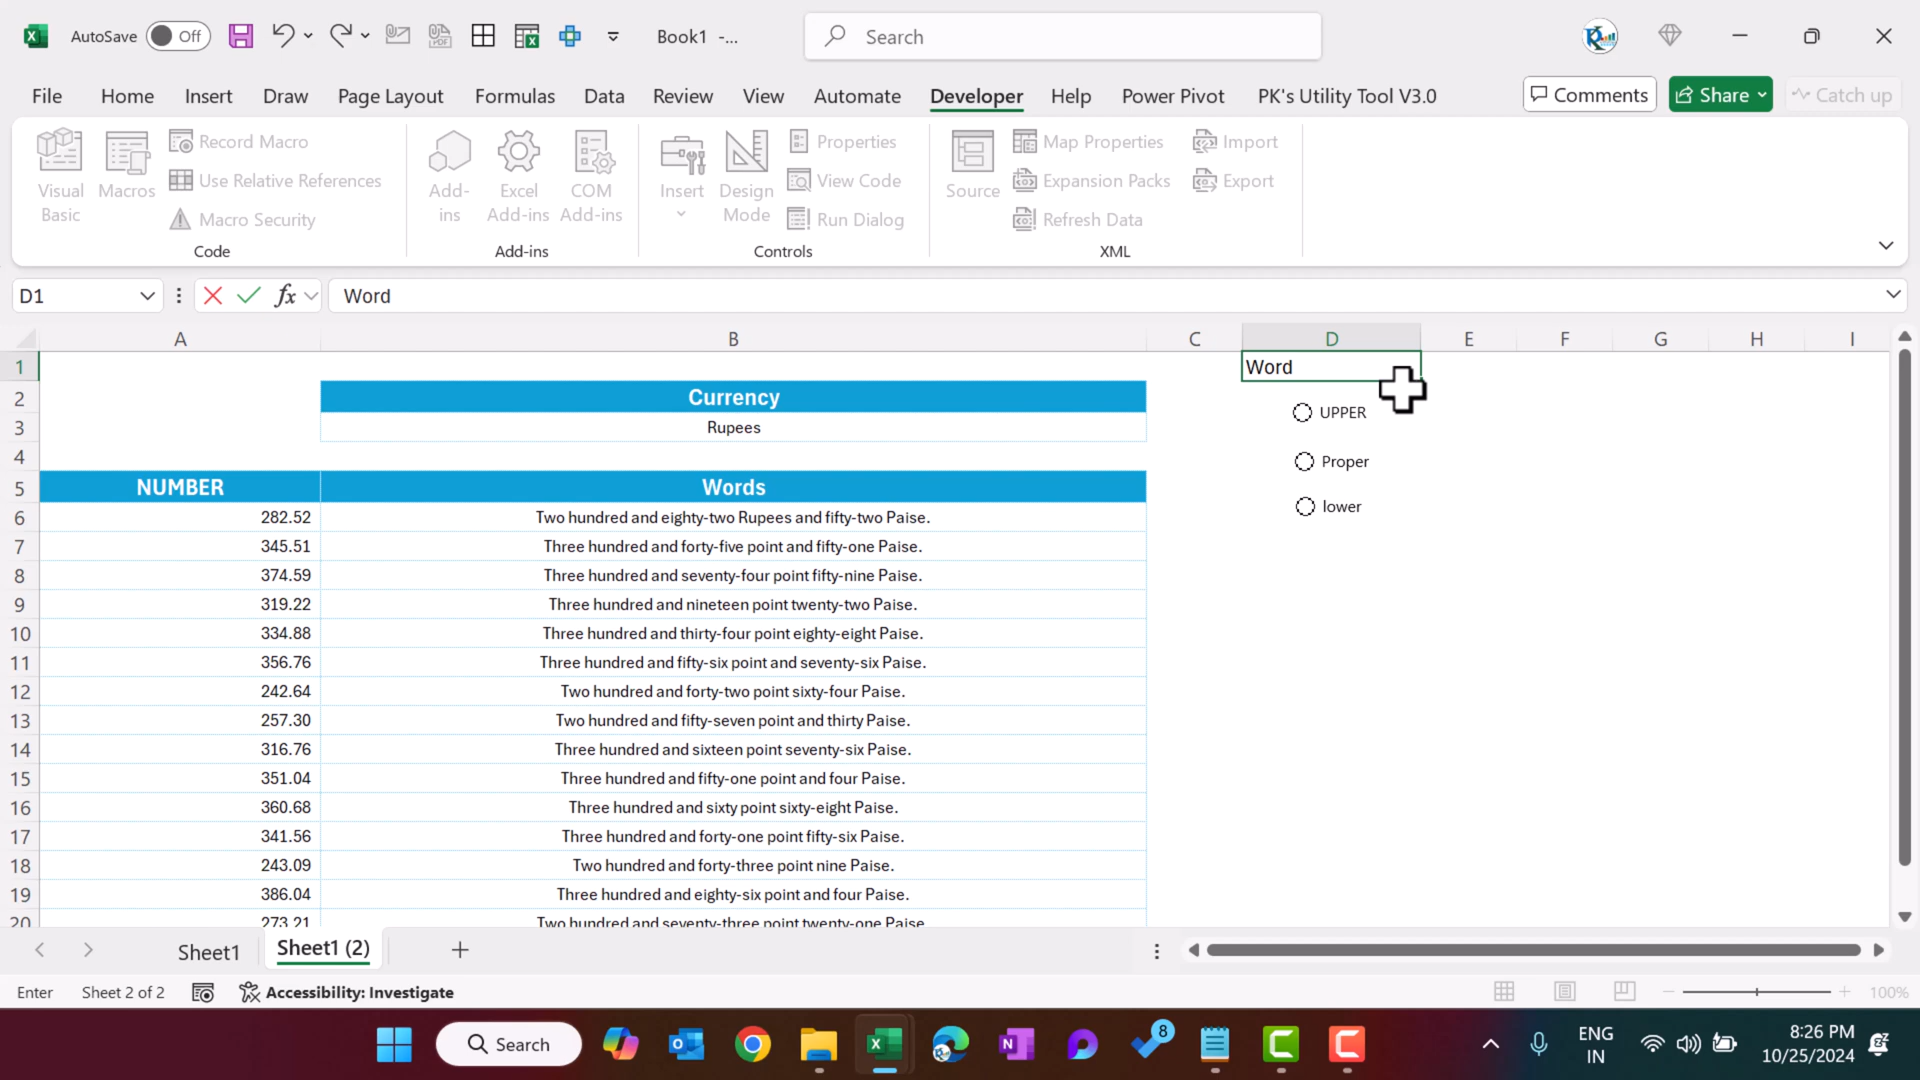 AutoSave Off Book1 -... Search
File Home Insert Draw Page Layout Formulas Data Review View Automate Developer Help Power Pivot PK's Utility Tool V3.0 Comments Share Catch up
Visual Basic
Macros
Record Macro
Use Relative References
Macro Security
Code
Add-ins
Excel Add-ins
COM Add-ins
Add-ins
Insert
Design Mode
Properties
View Code
Run Dialog
Controls
Source
Map Properties
Expansion Packs
Refresh Data
Import
Export
XML
D1 fx Word
A B C D E F G H I
1 Word
2 Currency
UPPER
3 Rupees
4 Proper
5 NUMBER Words
lower
6 282.52 Two hundred and eighty-two Rupees and fifty-two Paise.
7 345.51 Three hundred and forty-five point and fifty-one Paise.
8 374.59 Three hundred and seventy-four point fifty-nine Paise.
9 319.22 Three hundred and nineteen point twenty-two Paise.
10 334.88 Three hundred and thirty-four point eighty-eight Paise.
11 356.76 Three hundred and fifty-six point and seventy-six Paise.
12 242.64 Two hundred and forty-two point sixty-four Paise.
13 257.30 Two hundred and fifty-seven point and thirty Paise.
14 316.76 Three hundred and sixteen point seventy-six Paise.
15 351.04 Three hundred and fifty-one point and four Paise.
16 360.68 Three hundred and sixty point sixty-eight Paise.
17 341.56 Three hundred and forty-one point fifty-six Paise.
18 243.09 Two hundred and forty-three point nine Paise.
19 386.04 Three hundred and eighty-six point and four Paise.
20 273.21 Two hundred and seventy-three point twenty-one Paise
Sheet1 Sheet1 (2)
Enter Sheet 2 of 2 Accessibility: Investigate 100%
Search 8 ENG IN 8:26 PM 10/25/2024